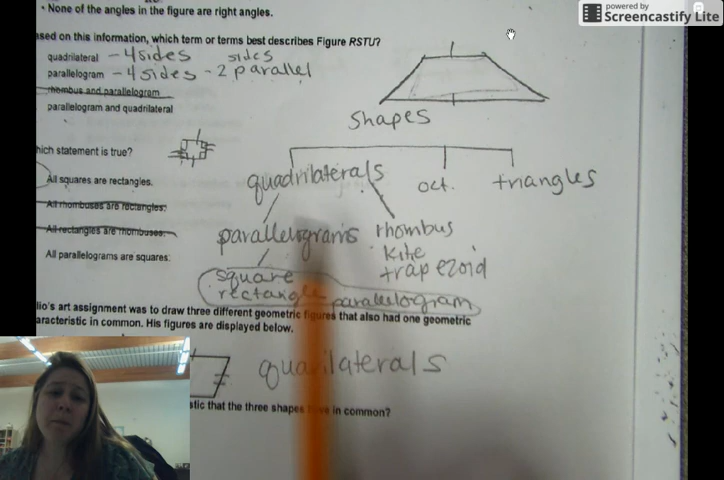 • None of the angles in the figure are right angles.
powered by
Screencastify Lite
ased on this information, which term or terms best describes Figure RSTU?
quadrilateral - 4 sides sides
parallelogram - 4 sides - 2 parallel
rhombus and parallelogram
parallelogram and quadrilateral
shapes
hich statement is true?
All squares are rectangles.
quadrilaterals oct. triangles
All rhombuses are rectangles.
All rectangles are rhombuses.
parallelograms rhombus
All parallelograms are squares.
kite
square trapezoid
rectangle parallelogram
lio's art assignment was to draw three different geometric figures that also had one geometric
aracteristic in common. His figures are displayed below.
quarilaterals
stic that the three shapes have in common?